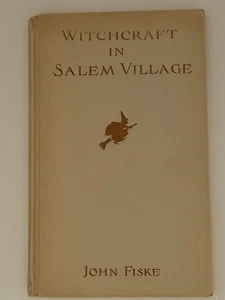 WITCHCRAFT
IN
SALEM VILLAGE
JOHN FISKE